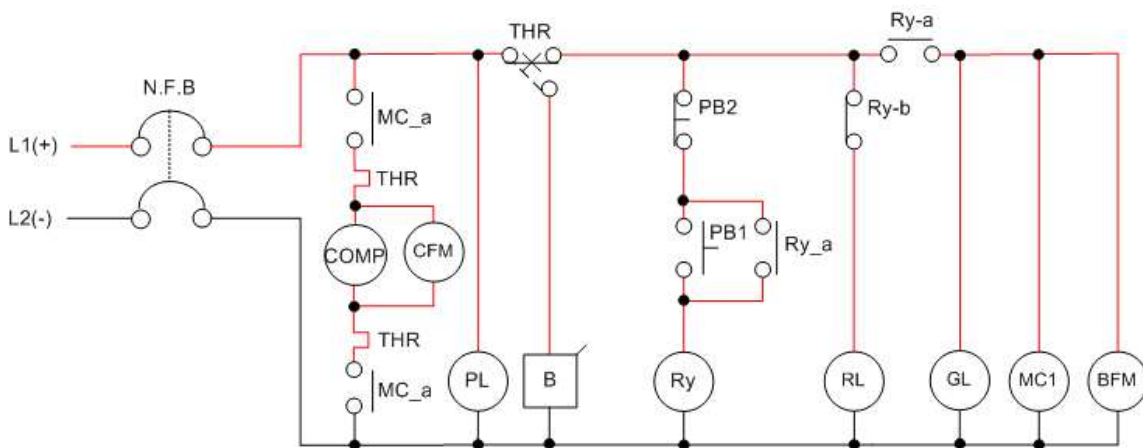 THR
Ry-a
N.F.B
MC_a
PB2
Ry-b
L1(+)
THR
L2(-)
COMP
CFM
PB1
Ry_a
THR
MC_a
PL
B
Ry
RL
GL
MC1
BFM